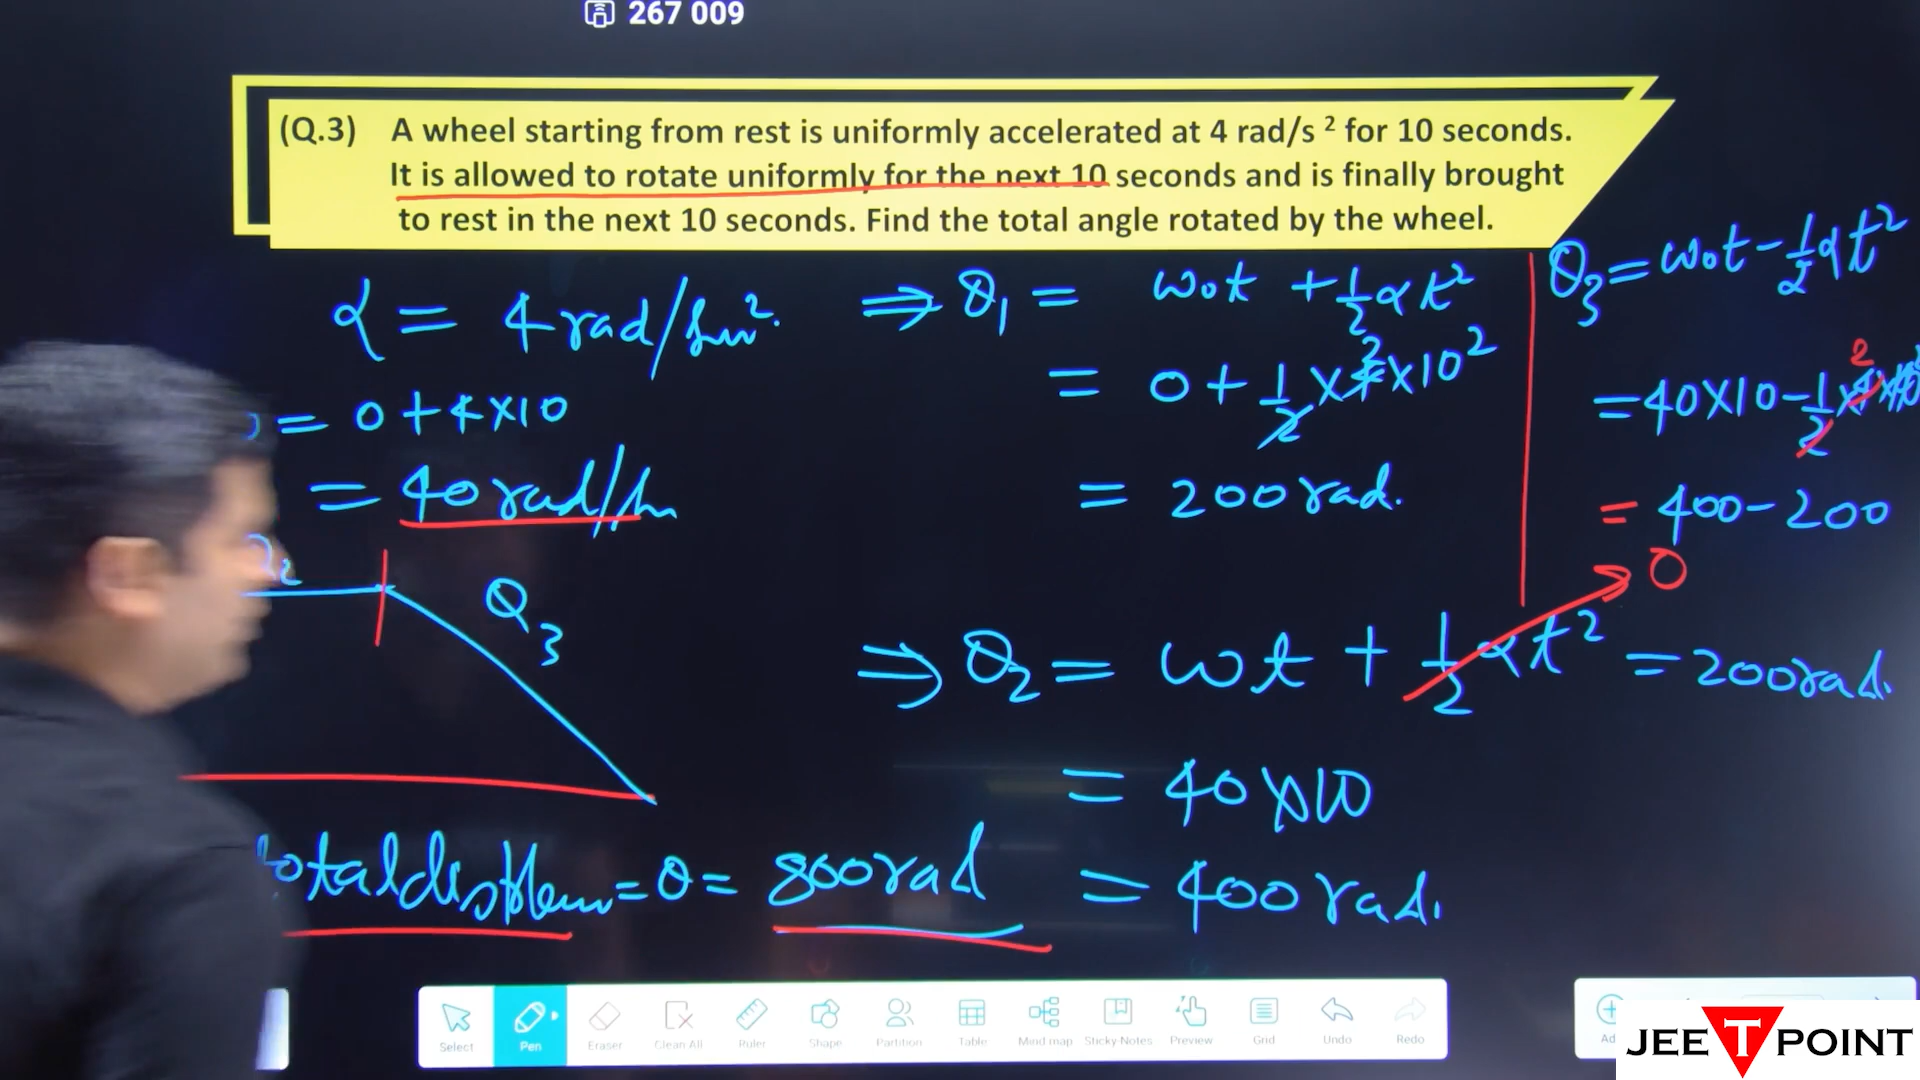 267 009
(Q.3) A wheel starting from rest is uniformly accelerated at 4 rad/s ² for 10 seconds.
It is allowed to rotate uniformly for the next 10 seconds and is finally brought
to rest in the next 10 seconds. Find the total angle rotated by the wheel.
α = 4 rad/sec².
= 0 + 4×10
= 40 rad/sec
θ₃
⇒ θ₁ = ω₀t + ½αt²
= 0 + ½ × 4 × 10²
= 200 rad.
⇒ θ₂ = ωt + ½αt² → 0
= 40×10
= 400 rad.
θ₃ = ω₀t − ½αt²
= 40×10 − ½ × 4 × 10²
= 400 − 200
= 200 rad.
= θ = 800 rad
Select Pen Eraser Clean All Ruler Shape Partition Table Mind map Sticky Notes Preview Grid Undo Redo
JEE T POINT